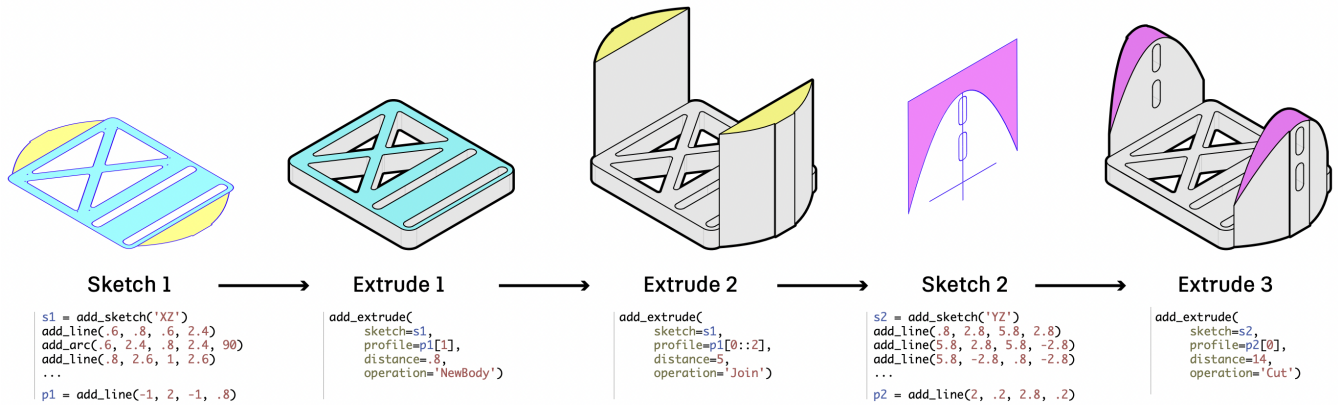 Sketch 1
Extrude 1
Extrude 2
Sketch 2
Extrude 3
s1 = add_sketch('XZ')
add_line(.6, .8, .6, 2.4)
add_arc(.6, 2.4, .8, 2.4, 90)
add_line(.8, 2.6, 1, 2.6)
...
p1 = add_line(-1, 2, -1, .8)
add_extrude(
sketch=s1,
profile=p1[1],
distance=.8,
operation='NewBody')
add_extrude(
sketch=s1,
profile=p1[0::2],
distance=5,
operation='Join')
s2 = add_sketch('YZ')
add_line(.8, 2.8, 5.8, 2.8)
add_line(5.8, 2.8, 5.8, -2.8)
add_line(5.8, -2.8, .8, -2.8)
...
p2 = add_line(2, .2, 2.8, .2)
add_extrude(
sketch=s2,
profile=p2[0],
distance=14,
operation='Cut')